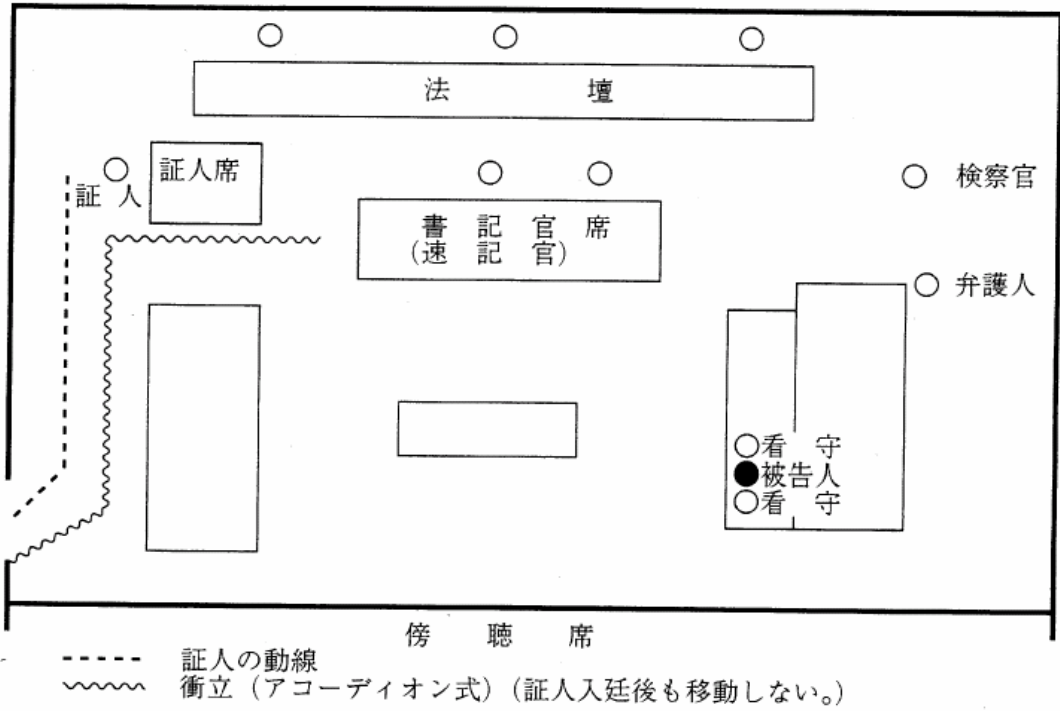 法壇
証人席
証人
検察官
書記官席
(速記官)
弁護人
看守
被告人
看守
傍聴席
証人の動線
衝立（アコーディオン式）（証人入廷後も移動しない。）